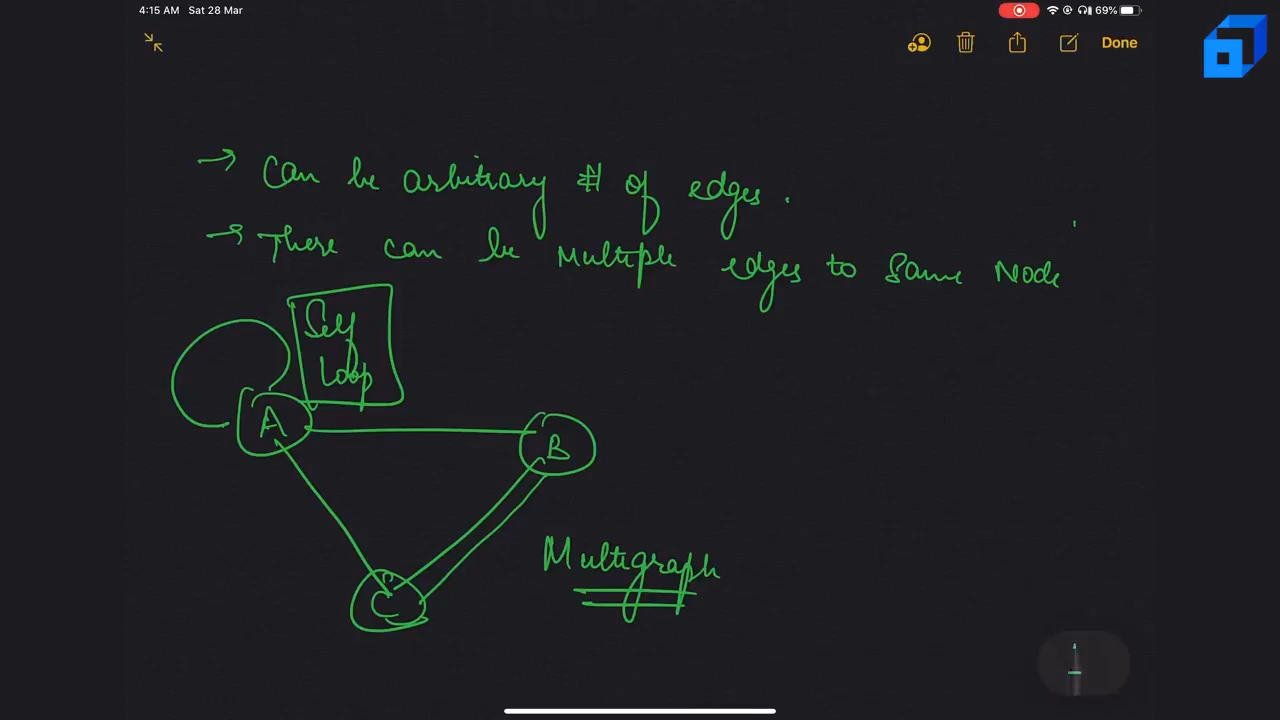 4:15 AM Sat 28 Mar
69%
Done
→ Can be arbitrary # of edges.
→ There can be Multiple edges to Same Node
Self
Loop
A
B
C
Multigraph